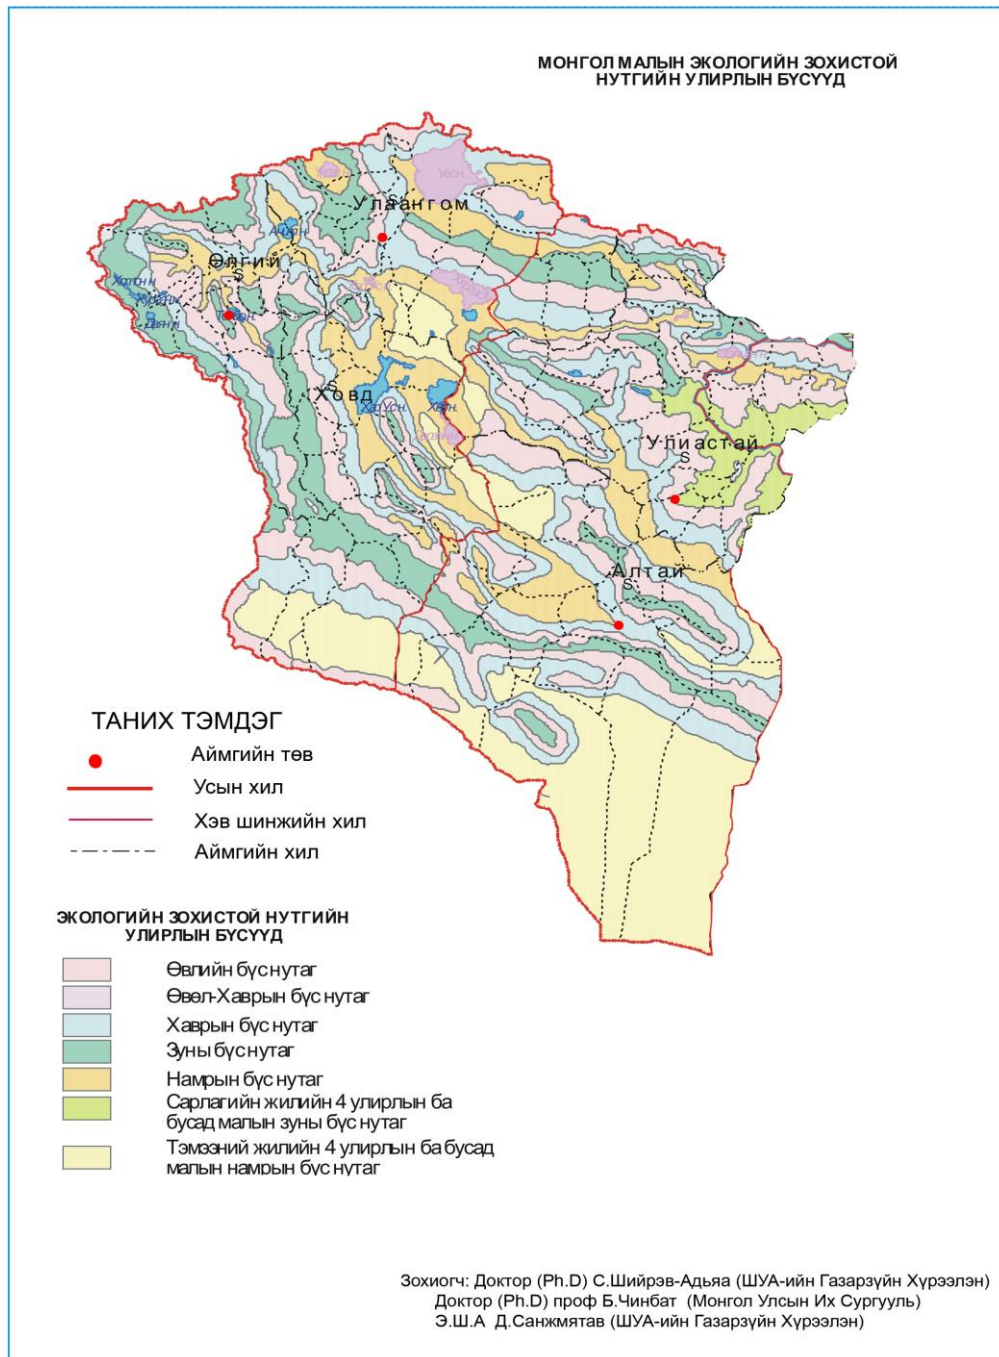 МОНГОЛ МАЛЫН ЭКОЛОГИЙН ЗОХИСТОЙ
НУТГИЙН УЛИРЛЫН БҮСҮҮД
Улаангом
S
Ачит н.
Өлгий
S
Ховд
S
Хар Ус н.
Улиастай
S
Алтай
S
ТАНИХ ТЭМДЭГ
Аймгийн төв
Усын хил
Хэв шинжийн хил
Аймгийн хил
ЭКОЛОГИЙН ЗОХИСТОЙ НУТГИЙН
УЛИРЛЫН БҮСҮҮД
Өвлийн бүс нутаг
Өвөл-Хаврын бүс нутаг
Хаврын бүс нутаг
Зуны бүс нутаг
Намрын бүс нутаг
Сарлагийн жилийн 4 улирлын ба
бусад малын зуны бүс нутаг
Тэмээний жилийн 4 улирлын ба бусад
малын намрын бүс нутаг
Зохиогч: Доктор (Ph.D) С.Шийрэв-Адьяа (ШУА-ийн Газарзүйн Хүрээлэн)
Доктор (Ph.D) проф Б.Чинбат (Монгол Улсын Их Сургууль)
Э.Ш.А Д.Санжмятав (ШУА-ийн Газарзүйн Хүрээлэн)